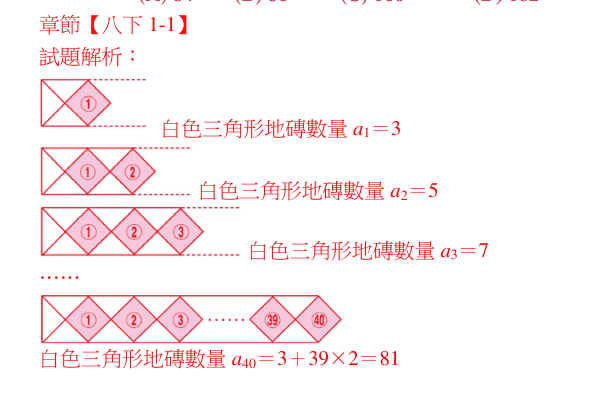 章節【八下 1-1】
試題解析：
①
白色三角形地磚數量 a₁＝3
① ②
白色三角形地磚數量 a₂＝5
① ② ③
白色三角形地磚數量 a₃＝7
……
① ② ③ …… ㊴ ㊵
白色三角形地磚數量 a₄₀＝3＋39×2＝81